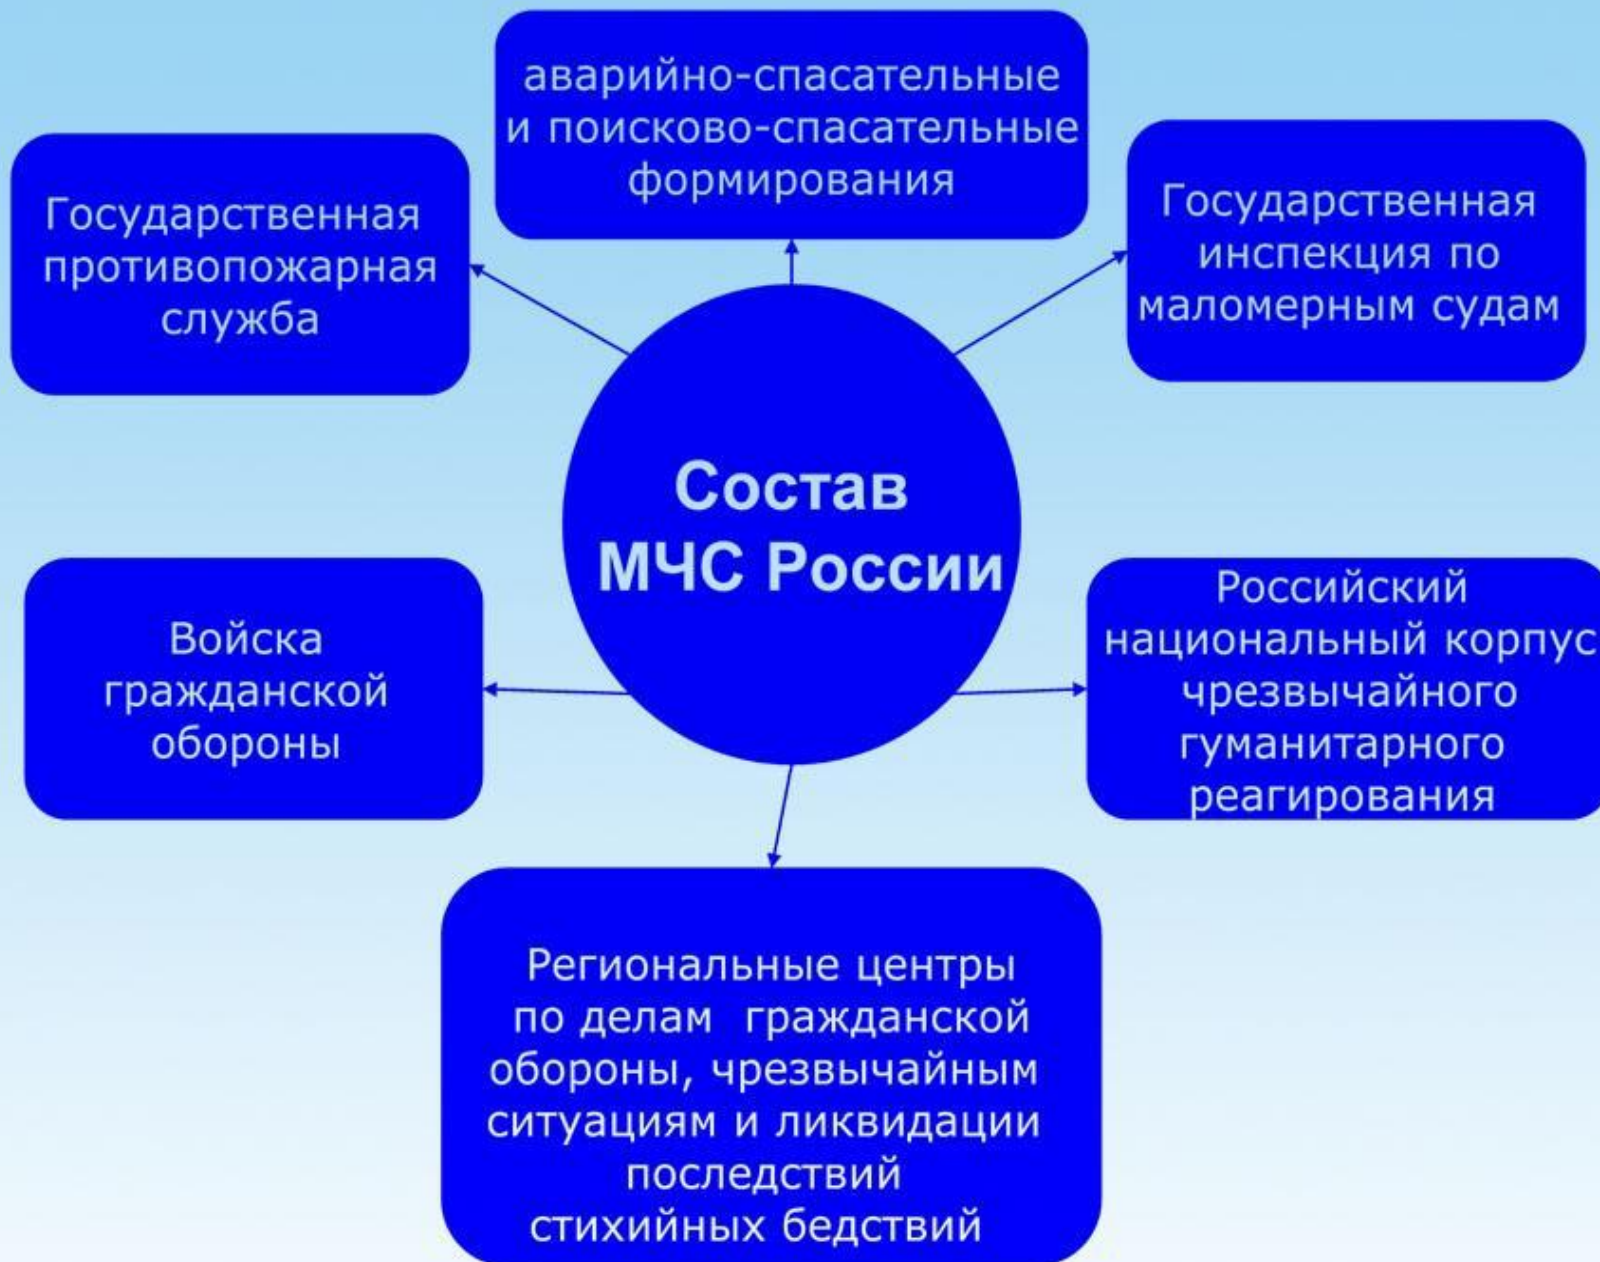 аварийно-спасательные
и поисково-спасательные
формирования
Государственная
противопожарная
служба
Государственная
инспекция по
маломерным судам
Состав
МЧС России
Войска
гражданской
обороны
Российский
национальный корпус
чрезвычайного
гуманитарного
реагирования
Региональные центры
по делам гражданской
обороны, чрезвычайным
ситуациям и ликвидации
последствий
стихийных бедствий